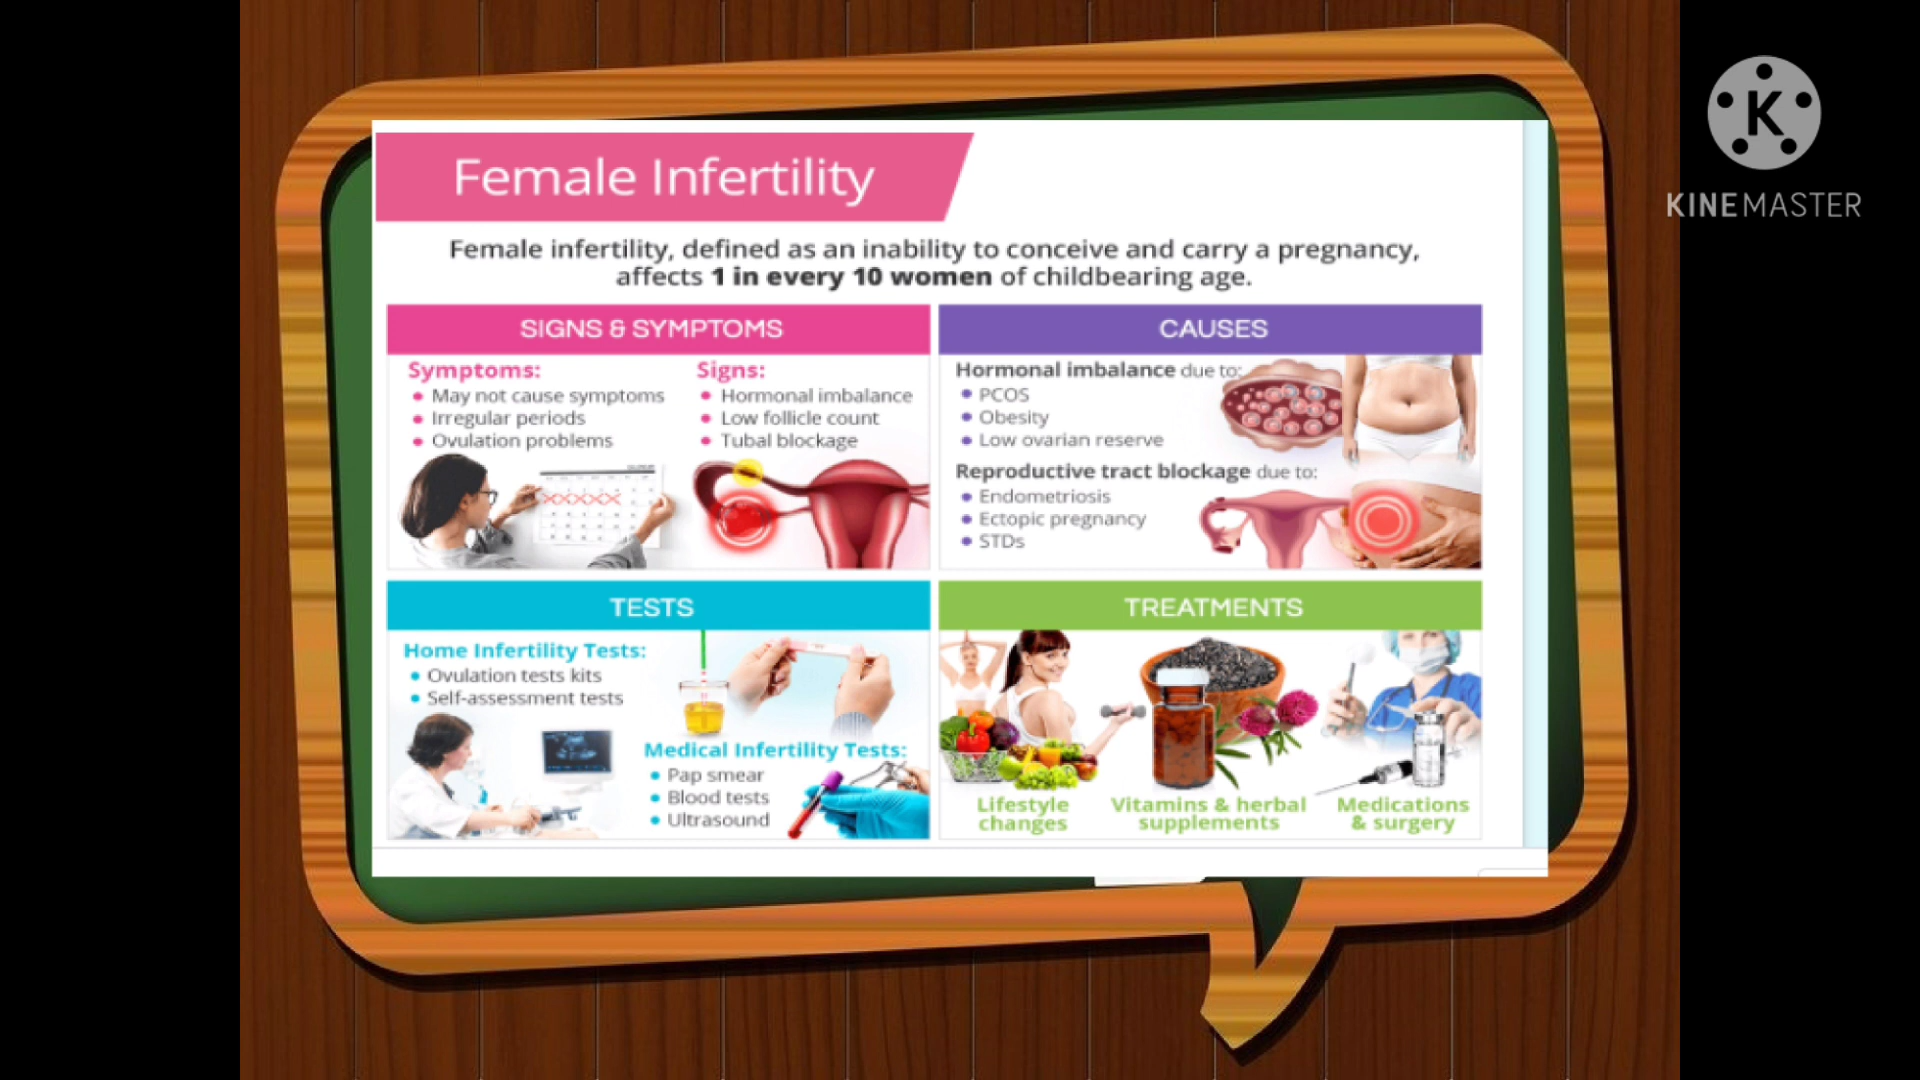 Female Infertility
Female infertility, defined as an inability to conceive and carry a pregnancy,
affects 1 in every 10 women of childbearing age.
SIGNS & SYMPTOMS
Symptoms:
• May not cause symptoms
• Irregular periods
• Ovulation problems
Signs:
• Hormonal imbalance
• Low follicle count
• Tubal blockage
CAUSES
Hormonal imbalance due to:
• PCOS
• Obesity
• Low ovarian reserve
Reproductive tract blockage due to:
• Endometriosis
• Ectopic pregnancy
• STDs
TESTS
Home Infertility Tests:
• Ovulation tests kits
• Self-assessment tests
Medical Infertility Tests:
• Pap smear
• Blood tests
• Ultrasound
TREATMENTS
Lifestyle
changes
Vitamins & herbal
supplements
Medications
& surgery
K
KINEMASTER